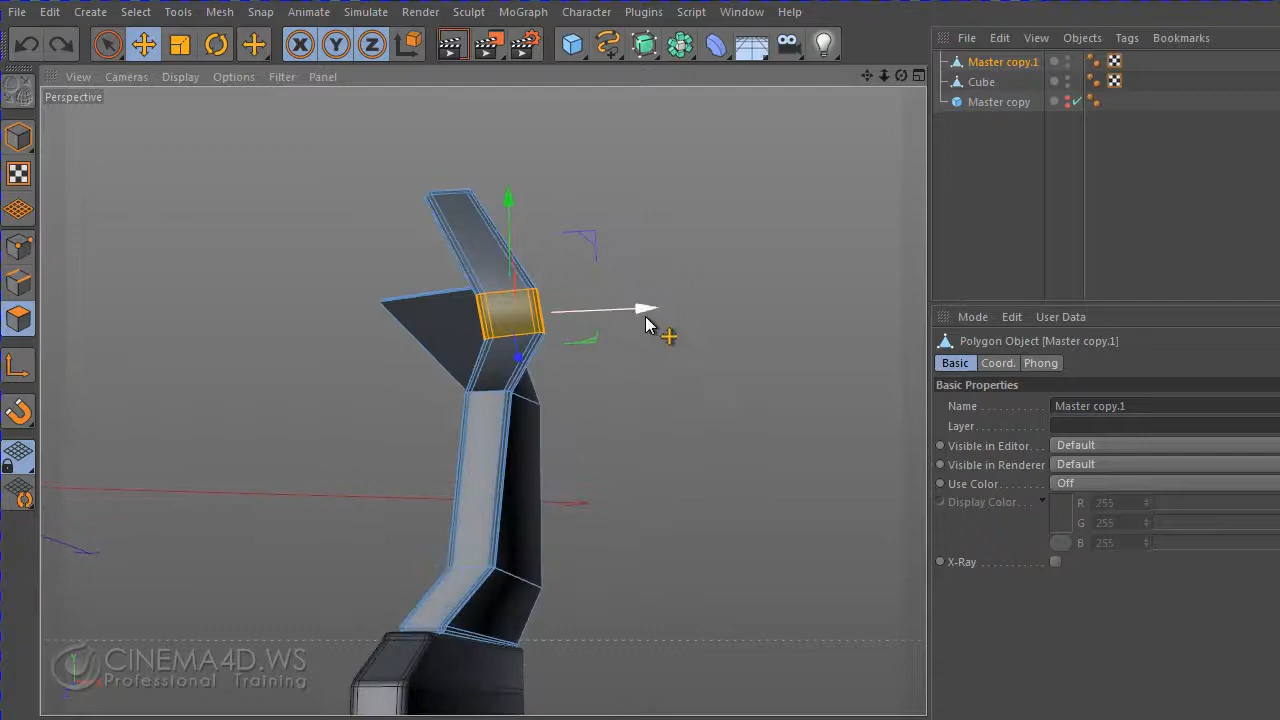 File Edit Create Select Tools Mesh Snap Animate Simulate Render Sculpt MoGraph Character Plugins Script Window Help
X Y Z
View Cameras Display Options Filter Panel
Perspective
File Edit View Objects Tags Bookmarks
Master copy.1
Cube
Master copy
Mode Edit User Data
Polygon Object [Master copy.1]
Basic Coord. Phong
Basic Properties
Name Master copy.1
Layer
Visible in Editor Default
Visible in Renderer Default
Use Color Off
Display Color R 255
G 255
B 255
X-Ray
CINEMA4D.WS
Professional Training
Y